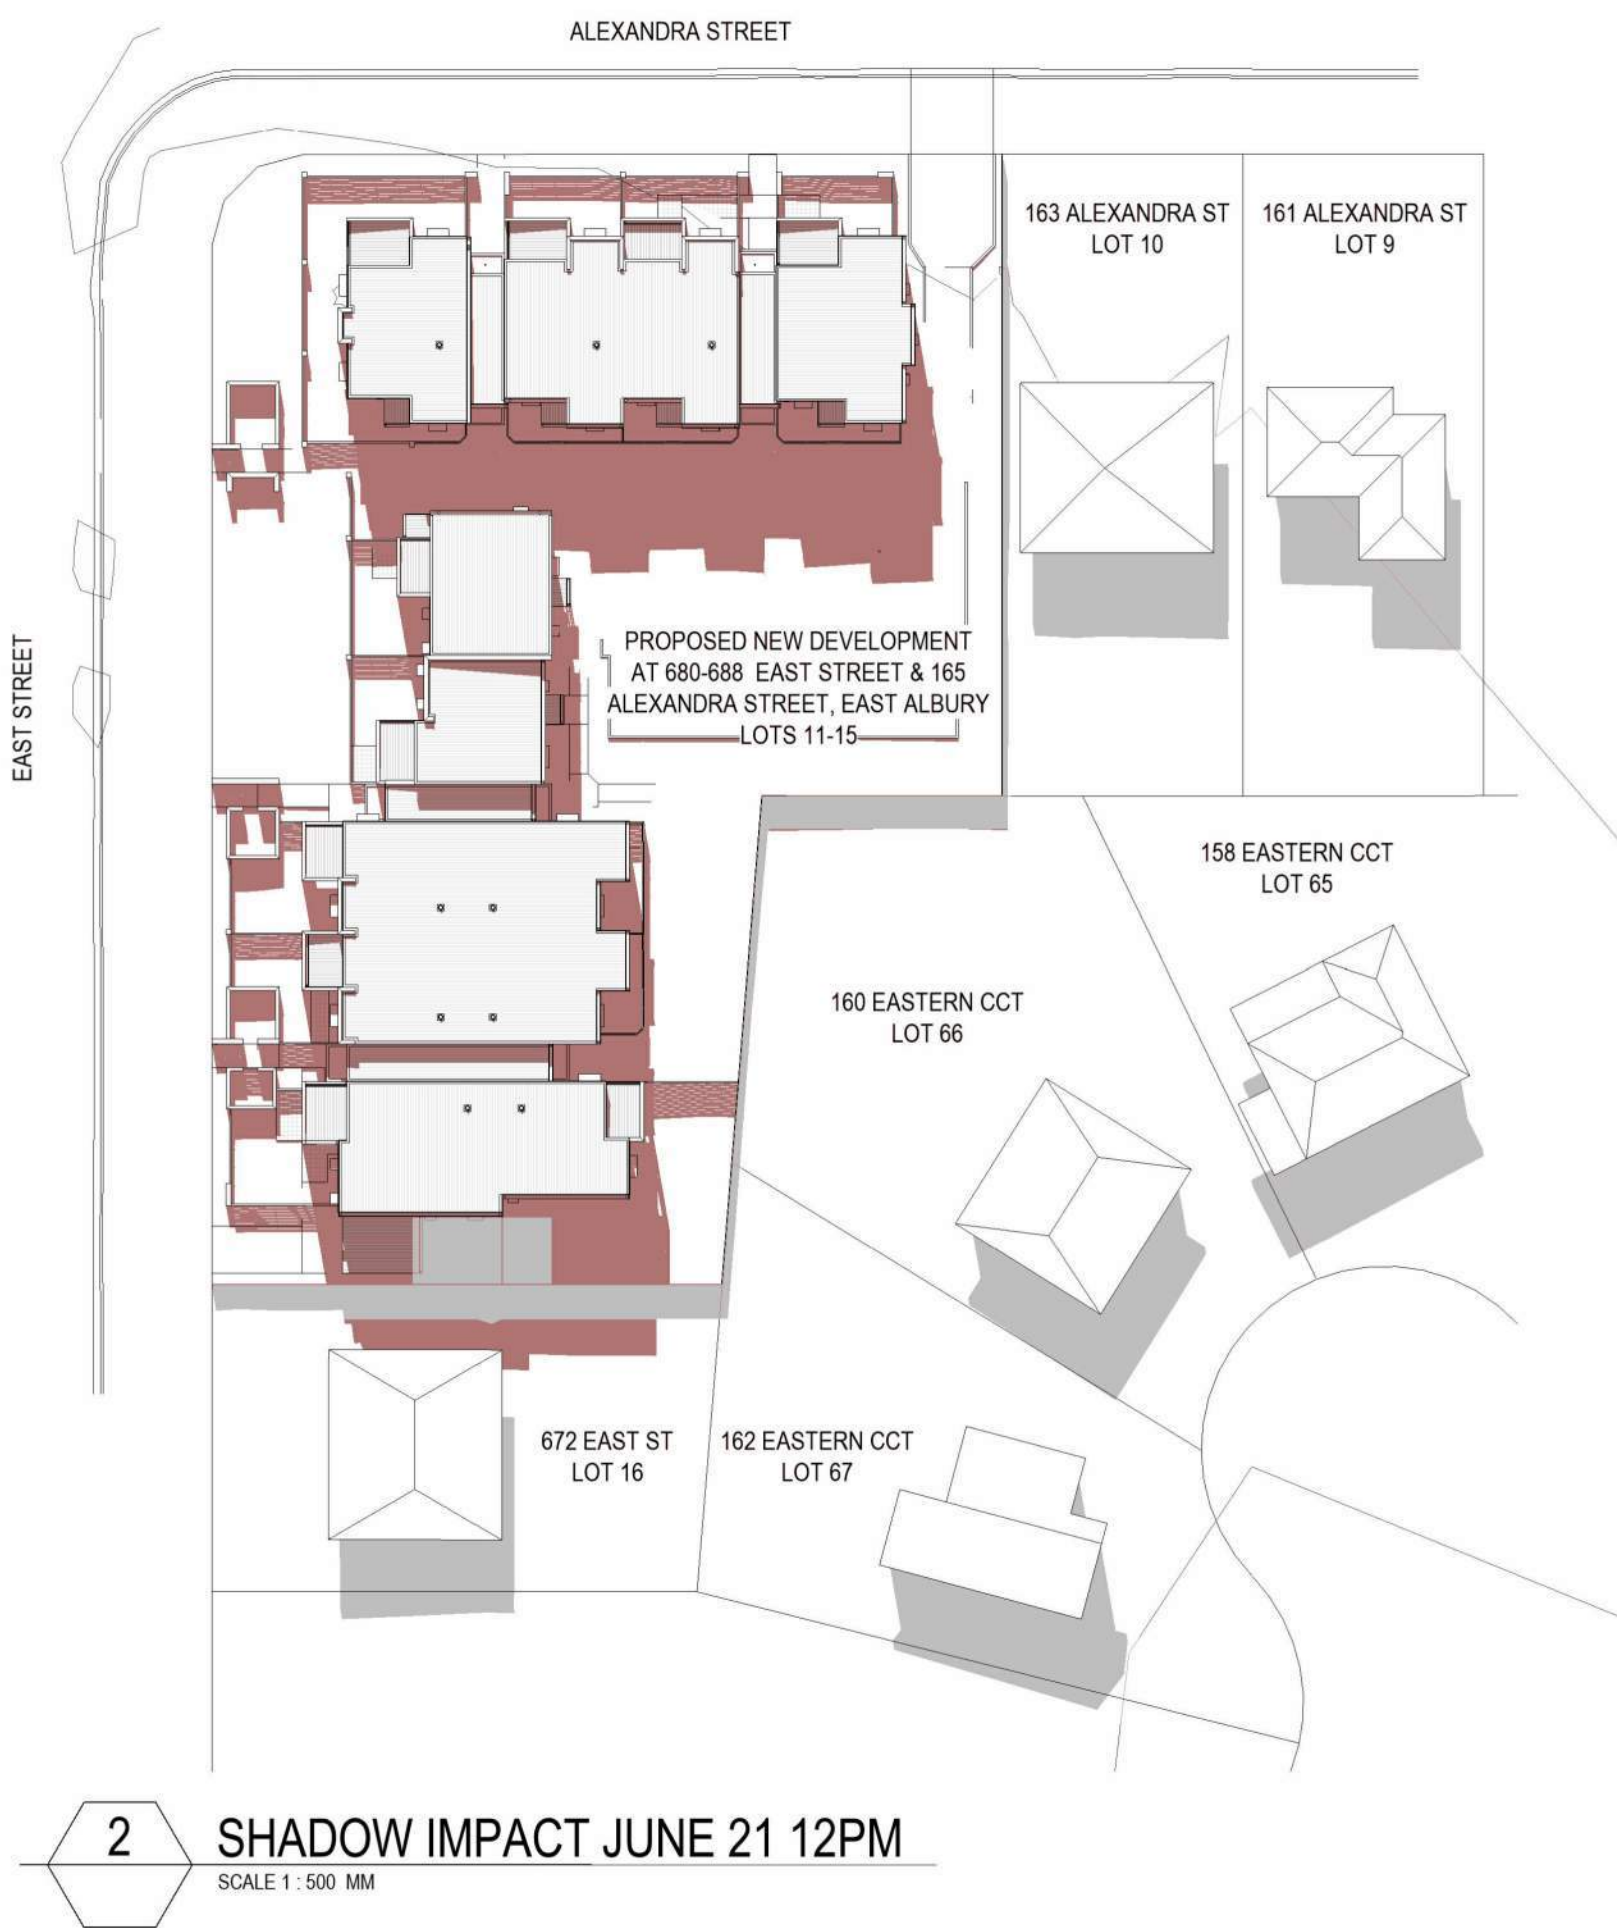 ALEXANDRA STREET
163 ALEXANDRA ST
LOT 10
161 ALEXANDRA ST
LOT 9
EAST STREET
PROPOSED NEW DEVELOPMENT
AT 680-688 EAST STREET & 165
ALEXANDRA STREET, EAST ALBURY
LOTS 11-15
158 EASTERN CCT
LOT 65
160 EASTERN CCT
LOT 66
672 EAST ST
LOT 16
162 EASTERN CCT
LOT 67
2
SHADOW IMPACT JUNE 21 12PM
SCALE 1 : 500 MM